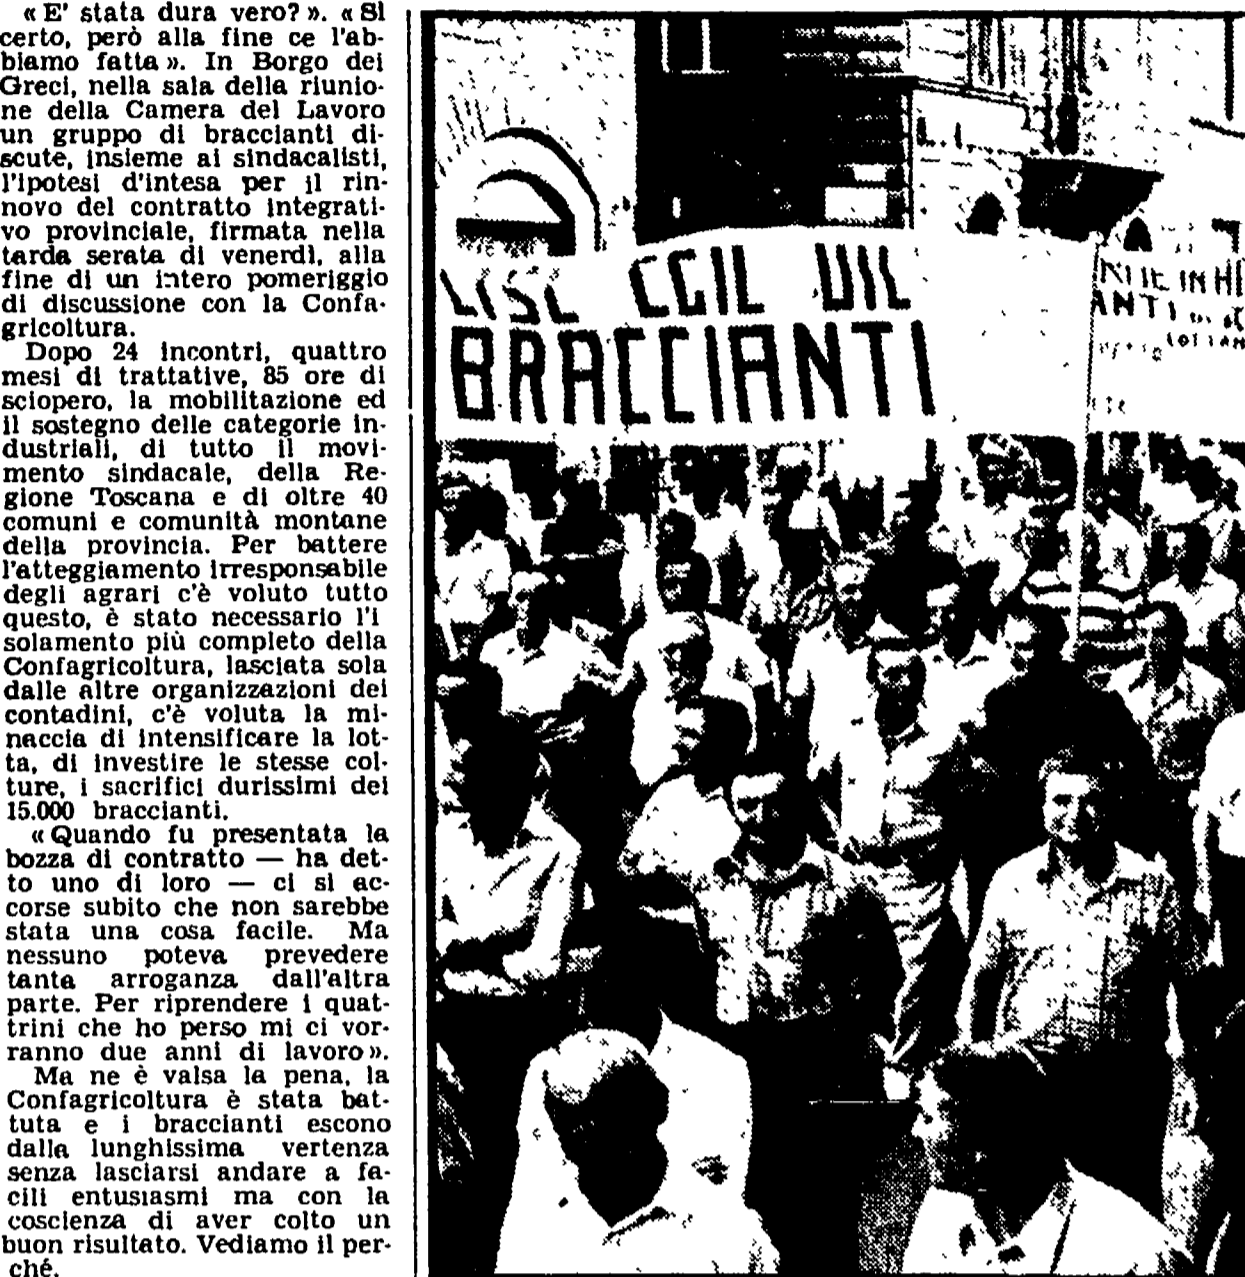 « E' stata dura vero? ». « Sì
certo, però alla fine ce l'ab-
biamo fatta ». In Borgo dei
Greci, nella sala della riunio-
ne della Camera del Lavoro
un gruppo di braccianti di-
scute, insieme ai sindacalisti,
l'ipotesi d'intesa per il rin-
novo del contratto integrati-
vo provinciale, firmata nella
tarda serata di venerdì, alla
fine di un intero pomeriggio
di discussione con la Confa-
gricoltura.
Dopo 24 incontri, quattro
mesi di trattative, 85 ore di
sciopero, la mobilitazione ed
il sostegno delle categorie in-
dustriali, di tutto il movi-
mento sindacale, della Re-
gione Toscana e di oltre 40
comuni e comunità montane
della provincia. Per battere
l'atteggiamento irresponsabile
degli agrari c'è voluto tutto
questo, è stato necessario l'i
solamento più completo della
Confagricoltura, lasciata sola
dalle altre organizzazioni dei
contadini, c'è voluta la mi-
naccia di intensificare la lot-
ta, di investire le stesse col-
ture, i sacrifici durissimi dei
15.000 braccianti.
« Quando fu presentata la
bozza di contratto — ha det-
to uno di loro — ci si ac-
corse subito che non sarebbe
stata una cosa facile. Ma
nessuno poteva prevedere
tanta arroganza dall'altra
parte. Per riprendere i quat-
trini che ho perso mi ci vor-
ranno due anni di lavoro ».
Ma ne è valsa la pena, la
Confagricoltura è stata bat-
tuta e i braccianti escono
dalla lunghissima vertenza
senza lasciarsi andare a fa-
cili entusiasmi ma con la
coscienza di aver colto un
buon risultato. Vediamo il per-
ché.
CISL CGIL UIL
BRACCIANTI